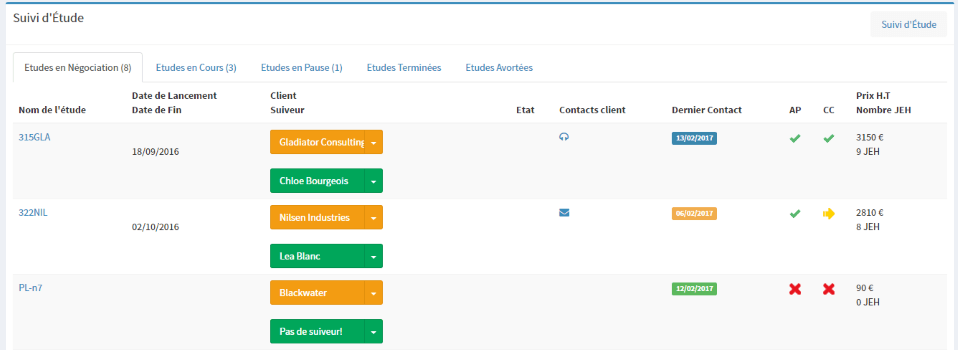 Suivi d'Étude
Suivi d'Étude
Etudes en Négociation (8) Etudes en Cours (3) Etudes en Pause (1) Etudes Terminées Etudes Avortées
Date de Lancement Client Prix H.T
Nom de l'étude Date de Fin Suiveur Etat Contacts client Dernier Contact AP CC Nombre JEH
315GLA Gladiator Consulting 13/02/2017 3150 €
18/09/2016 9 JEH
Chloe Bourgeois
322NIL Nilsen Industries 06/02/2017 2810 €
02/10/2016 8 JEH
Lea Blanc
PL-n7 Blackwater 12/02/2017 90 €
0 JEH
Pas de suiveur!